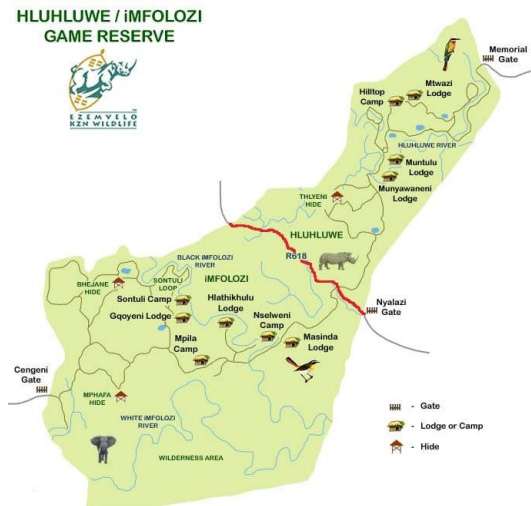 HLUHLUWE / iMFOLOZI
GAME RESERVE
EZEMVELO
KZN WILDLIFE
Memorial
Gate
Mtwazi
Lodge
Hilltop
Camp
HLUHLUWE RIVER
Muntulu
Lodge
Munyawaneni
Lodge
THLYENI
HIDE
HLUHLUWE
R618
BLACK iMFOLOZI
RIVER
iMFOLOZI
SONTULI
LOOP
BHEJANE
HIDE
Sontuli Camp
Gqoyeni Lodge
Hlathikhulu
Lodge
Nselweni
Camp
Masinda
Lodge
Nyalazi
Gate
Mpila
Camp
Cengeni
Gate
MPHAFA
HIDE
WHITE iMFOLOZI
RIVER
WILDERNESS AREA
- Gate
- Lodge or Camp
- Hide